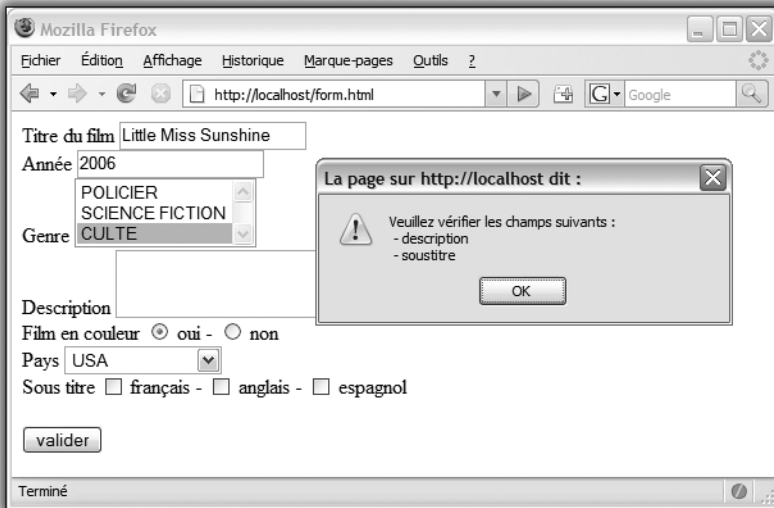 Mozilla Firefox
Fichier Édition Affichage Historique Marque-pages Outils ?
http://localhost/form.html G Google
Titre du film Little Miss Sunshine
Année 2006
POLICIER
SCIENCE FICTION
Genre CULTE
La page sur http://localhost dit :
Veuillez vérifier les champs suivants :
- description
- soustitre
OK
Description
Film en couleur oui - non
Pays USA
Sous titre français - anglais - espagnol
valider
Terminé